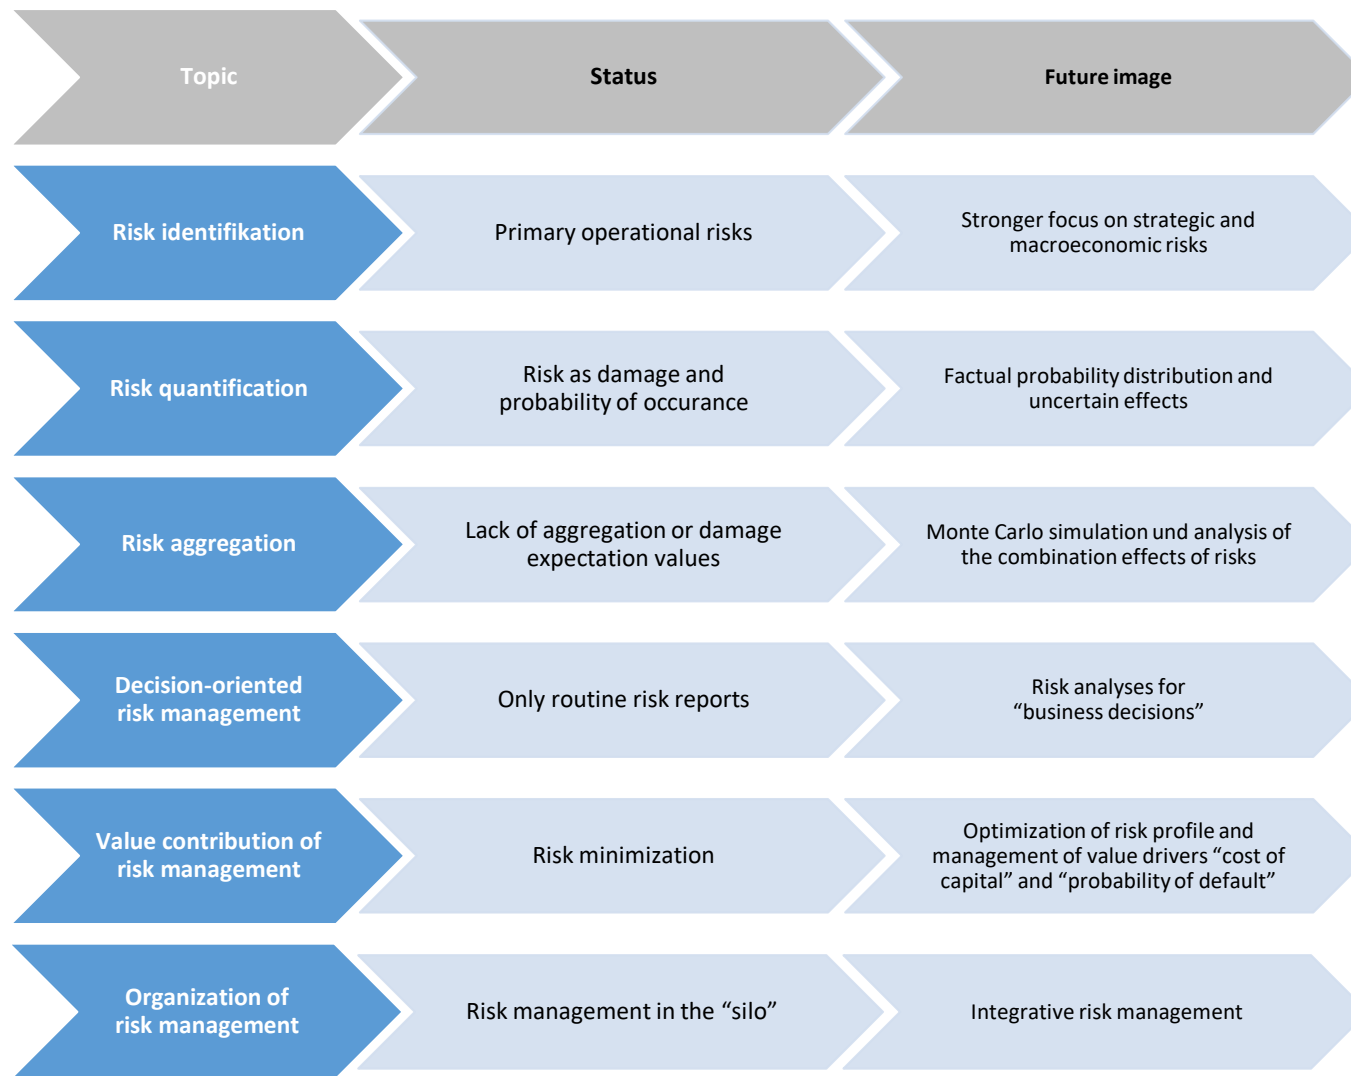 Topic
Status
Future image
Risk identifikation
Primary operational risks
Stronger focus on strategic and
macroeconomic risks
Risk quantification
Risk as damage and
probability of occurance
Factual probability distribution and
uncertain effects
Risk aggregation
Lack of aggregation or damage
expectation values
Monte Carlo simulation und analysis of
the combination effects of risks
Decision-oriented
risk management
Only routine risk reports
Risk analyses for
“business decisions”
Value contribution of
risk management
Risk minimization
Optimization of risk profile and
management of value drivers “cost of
capital” and “probability of default”
Organization of
risk management
Risk management in the “silo”
Integrative risk management